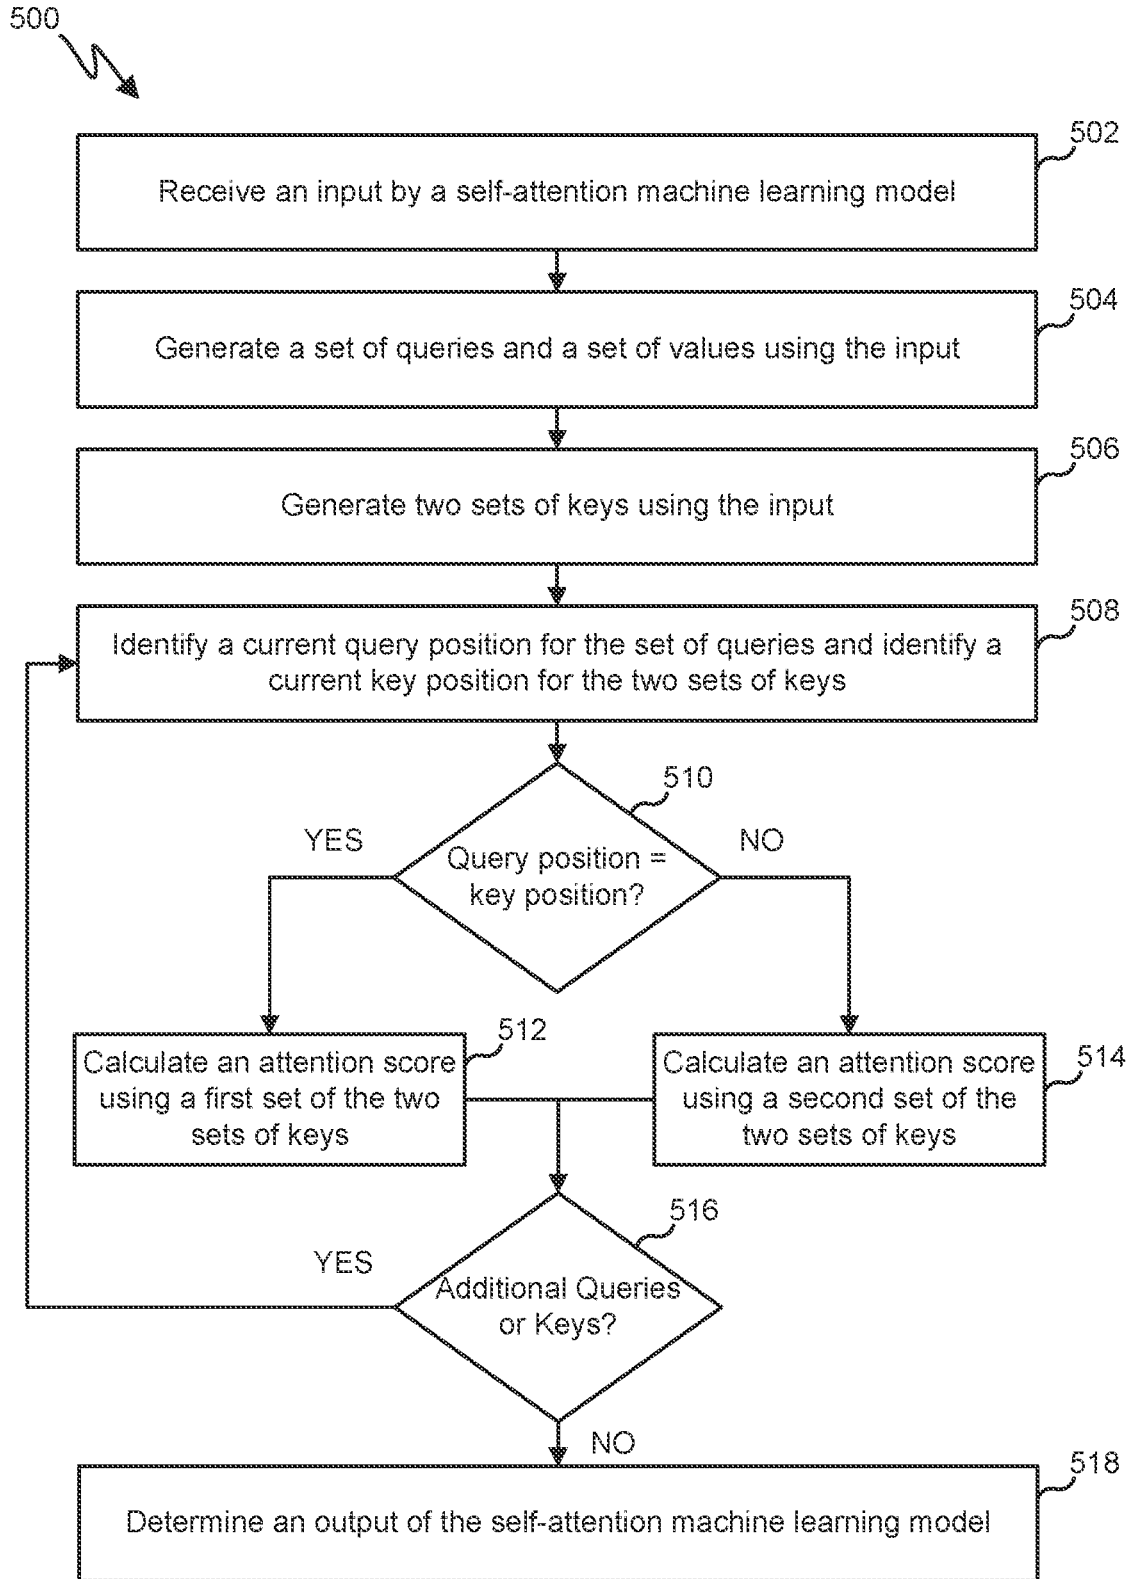 500
502
Receive an input by a self-attention machine learning model
504
Generate a set of queries and a set of values using the input
506
Generate two sets of keys using the input
508
Identify a current query position for the set of queries and identify a
current key position for the two sets of keys
510
YES
NO
Query position =
key position?
512
Calculate an attention score
using a first set of the two
sets of keys
514
Calculate an attention score
using a second set of the
two sets of keys
516
YES
Additional Queries
or Keys?
NO
518
Determine an output of the self-attention machine learning model